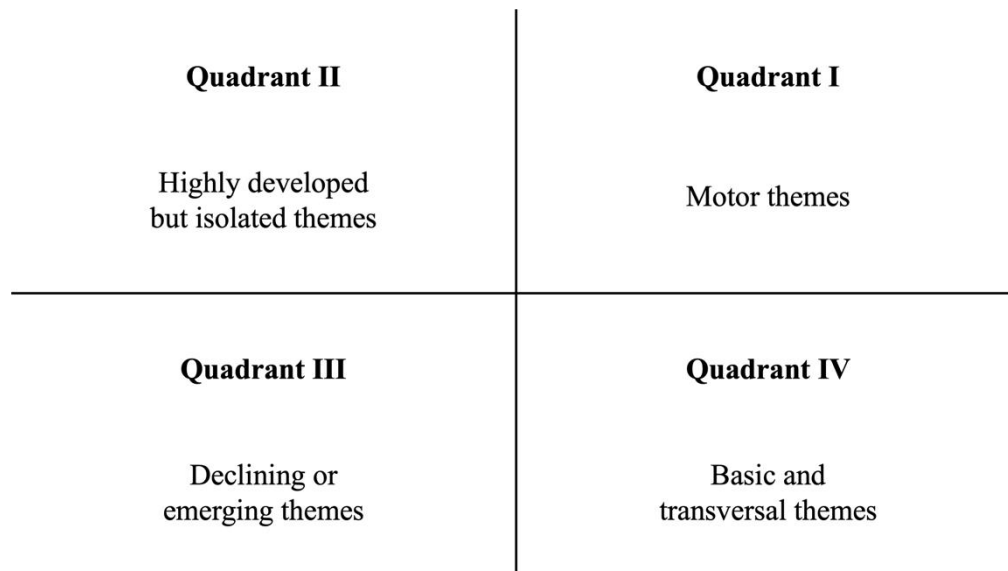 Quadrant II
Highly developed
but isolated themes
Quadrant I
Motor themes
Quadrant III
Declining or
emerging themes
Quadrant IV
Basic and
transversal themes